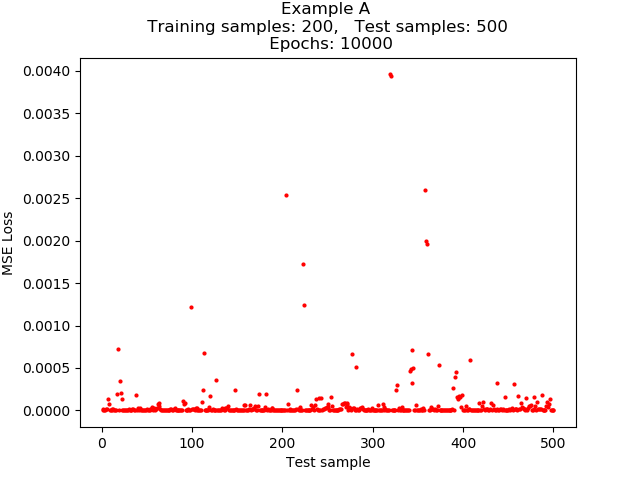 Example A
Training samples: 200,   Test samples: 500
Epochs: 10000
0.0040
0.0035
0.0030
0.0025
0.0020
0.0015
0.0010
0.0005
0.0000
MSE Loss
0 100 200 300 400 500
Test sample